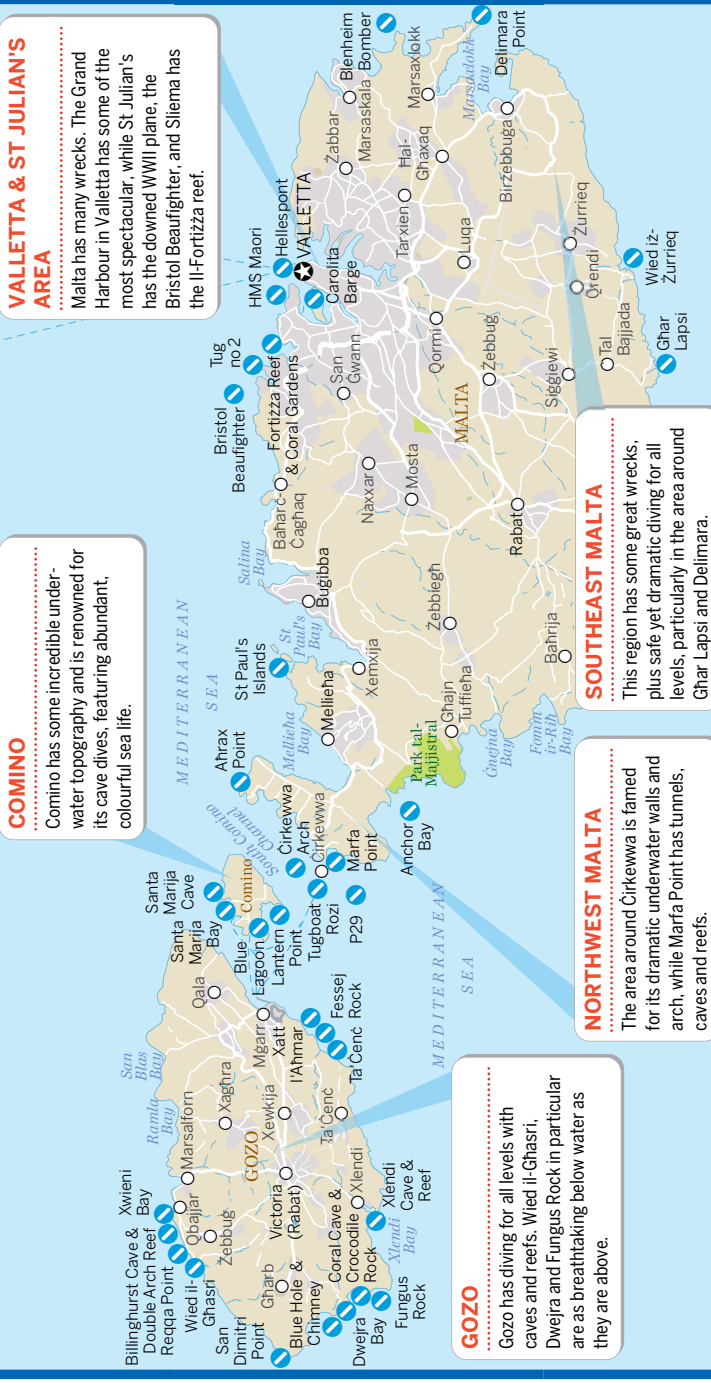 VALLETTA & ST JULIAN'S
AREA
Malta has many wrecks. The Grand
Harbour in Valletta has some of the
most spectacular, while St Julian's
has the downed WWII plane, the
Bristol Beaufighter, and Sliema has
the Il-Fortiżża reef.
COMINO
Comino has some incredible under-
water topography and is renowned for
its cave dives, featuring abundant,
colourful sea life.
GOZO
Gozo has diving for all levels with
caves and reefs. Wied il-Għasri,
Dwejra and Fungus Rock in particular
are as breathtaking below water as
they are above.
NORTHWEST MALTA
The area around Ċirkewwa is famed
for its dramatic underwater walls and
arch, while Marfa Point has tunnels,
caves and reefs.
SOUTHEAST MALTA
This region has some great wrecks,
plus safe yet dramatic diving for all
levels, particularly in the area around
Għar Lapsi and Delimara.
Billinghurst Cave &
Double Arch Reef
Reqqa Point
Wied il-
Għasri
San
Dimitri
Point
Xwieni
Bay
Qbajjar
Marsalforn
Ramla
Bay
San
Blas
Bay
Żebbuġ
Xagħra
Għarb
GOZO
Blue Hole &
Chimney
Victoria
(Rabat)
Xewkija
Coral Cave &
Crocodile
Rock
Dwejra
Bay
Fungus
Rock
Xlendi
Xlendi
Bay
Xlendi
Cave &
Reef
Ta'Ċenċ
Ta'Ċenċ
Fessej
Rock
Xatt
l'Aħmar
Mġarr
Qala
Santa
Marija
Bay
Santa
Marija
Cave
Comino
Blue
Lagoon
Lantern
Point
South Comino
Channel
Tugboat
Rozi
P29
Ċirkewwa
Arch
Ċirkewwa
Marfa
Point
Aħrax
Point
MEDITERRANEAN
SEA
MEDITERRANEAN
SEA
Mellieħa
Bay
Mellieħa
Anchor
Bay
Park tal-
Majjistral
St Paul's
Islands
St
Paul's
Bay
Xemxija
Għajn
Tuffieħa
Ġnejna
Bay
Fomm
ir-Riħ
Bay
Baħrija
Żebbiegħ
Buġibba
Salina
Bay
Baħarċ-
Ċagħaq
Naxxar
Mosta
Rabat
MALTA
Bristol
Beaufighter
Tug
no2
Fortiżża Reef
& Coral Gardens
San
Ġwann
HMS Maori
Hellespont
VALLETTA
Carolita
Barge
Qormi
Żebbuġ
Siġġiewi
Tal
Bajjada
Għar
Lapsi
Luqa
Tarxien
Ħal-
Għaxaq
Żabbar
Marsaskala
Blenheim
Bomber
Marsaxlokk
Marsaxlokk
Bay
Delimara
Point
Birżebbuġa
Żurrieq
Qrendi
Wied iż-
Żurrieq